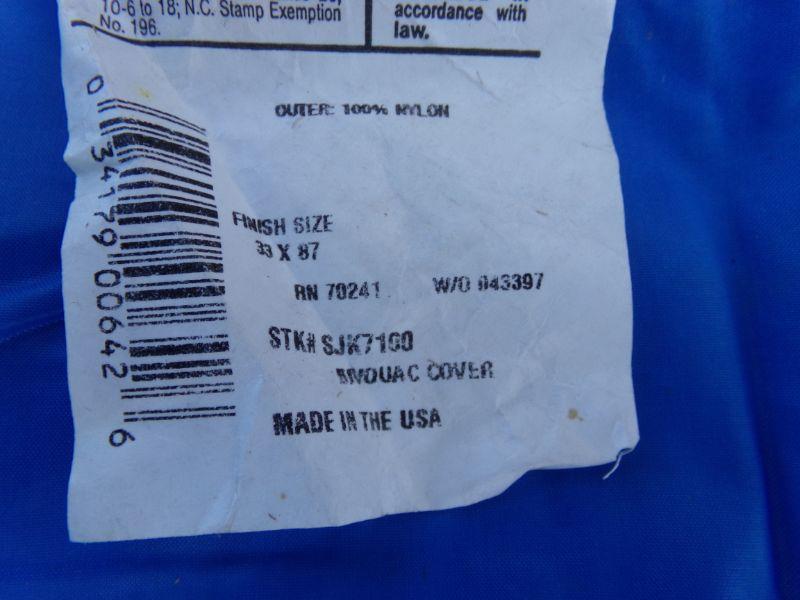 10-6 to 18; N.C. Stamp Exemption
No. 196.
accordance with
law.
OUTER: 100% NYLON
0 34179 00642 6
FINISH SIZE
33 X 87
RN 70241 W/O 043397
STK# SJK7100
BIVOUAC COVER
MADE IN THE USA